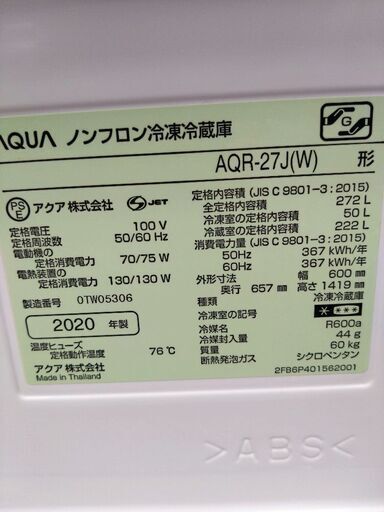 AQUA ノンフロン冷凍冷蔵庫
G
AQR-27J(W) 形
PS E アクア 株式会社 S JET
定格電圧 100 V
定格周波数 50/60 Hz
電動機の
定格消費電力 70/75 W
電熱装置の
定格消費電力 130/130 W
製造番号 0TW05306
2020 年製
温度ヒューズ
定格動作温度 76℃
アクア 株式会社
Made in Thailand
定格内容積 (JIS C 9801-3 : 2015)
全定格内容積 272 L
冷凍室の定格内容積 50 L
冷蔵室の定格内容積 222 L
消費電力量 (JIS C 9801-3 : 2015)
50Hz 367 kWh/年
60Hz 367 kWh/年
外形寸法 幅 600 mm
奥行 657 mm 高さ 1419 mm
種類 冷凍冷蔵庫
冷凍室の記号 * ***
冷媒名 R600a
冷媒封入量 44 g
質量 60 kg
断熱発泡ガス シクロペンタン
2FB6P401562001
>ABS<